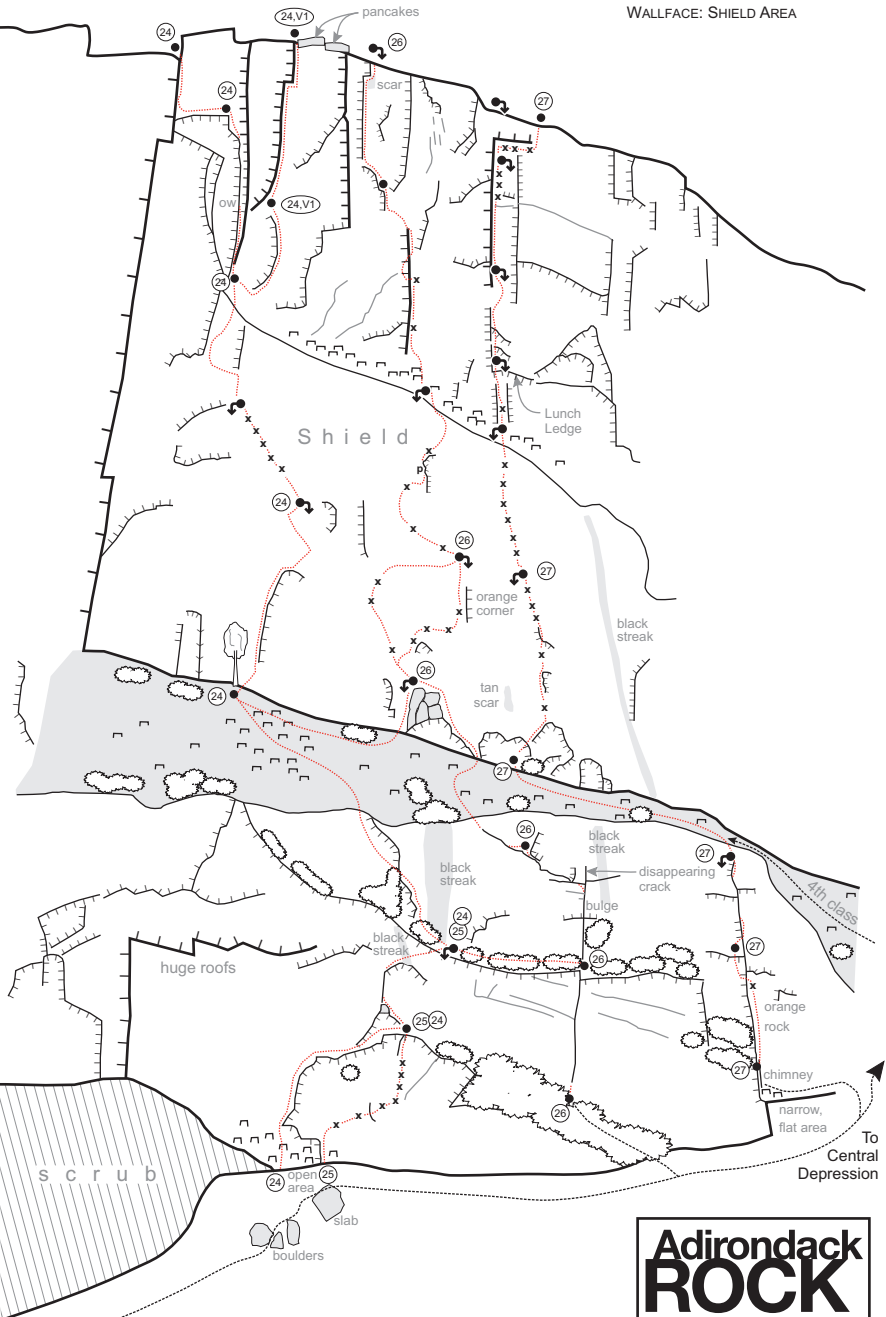 WALLFACE: SHIELD AREA
24,V1
pancakes
24
26
scar
24
27
ow
24,V1
24
Lunch
Ledge
Shield
p
24
26
27
orange
corner
black
streak
26
tan
scar
24
27
26
black
streak
27
disappearing
crack
4th class
black
streak
bulge
24
25
black
streak
27
26
huge roofs
orange
rock
25
24
27
chimney
26
narrow,
flat area
To
Central
Depression
scrub
24
open
area
25
slab
boulders
Adirondack
ROCK